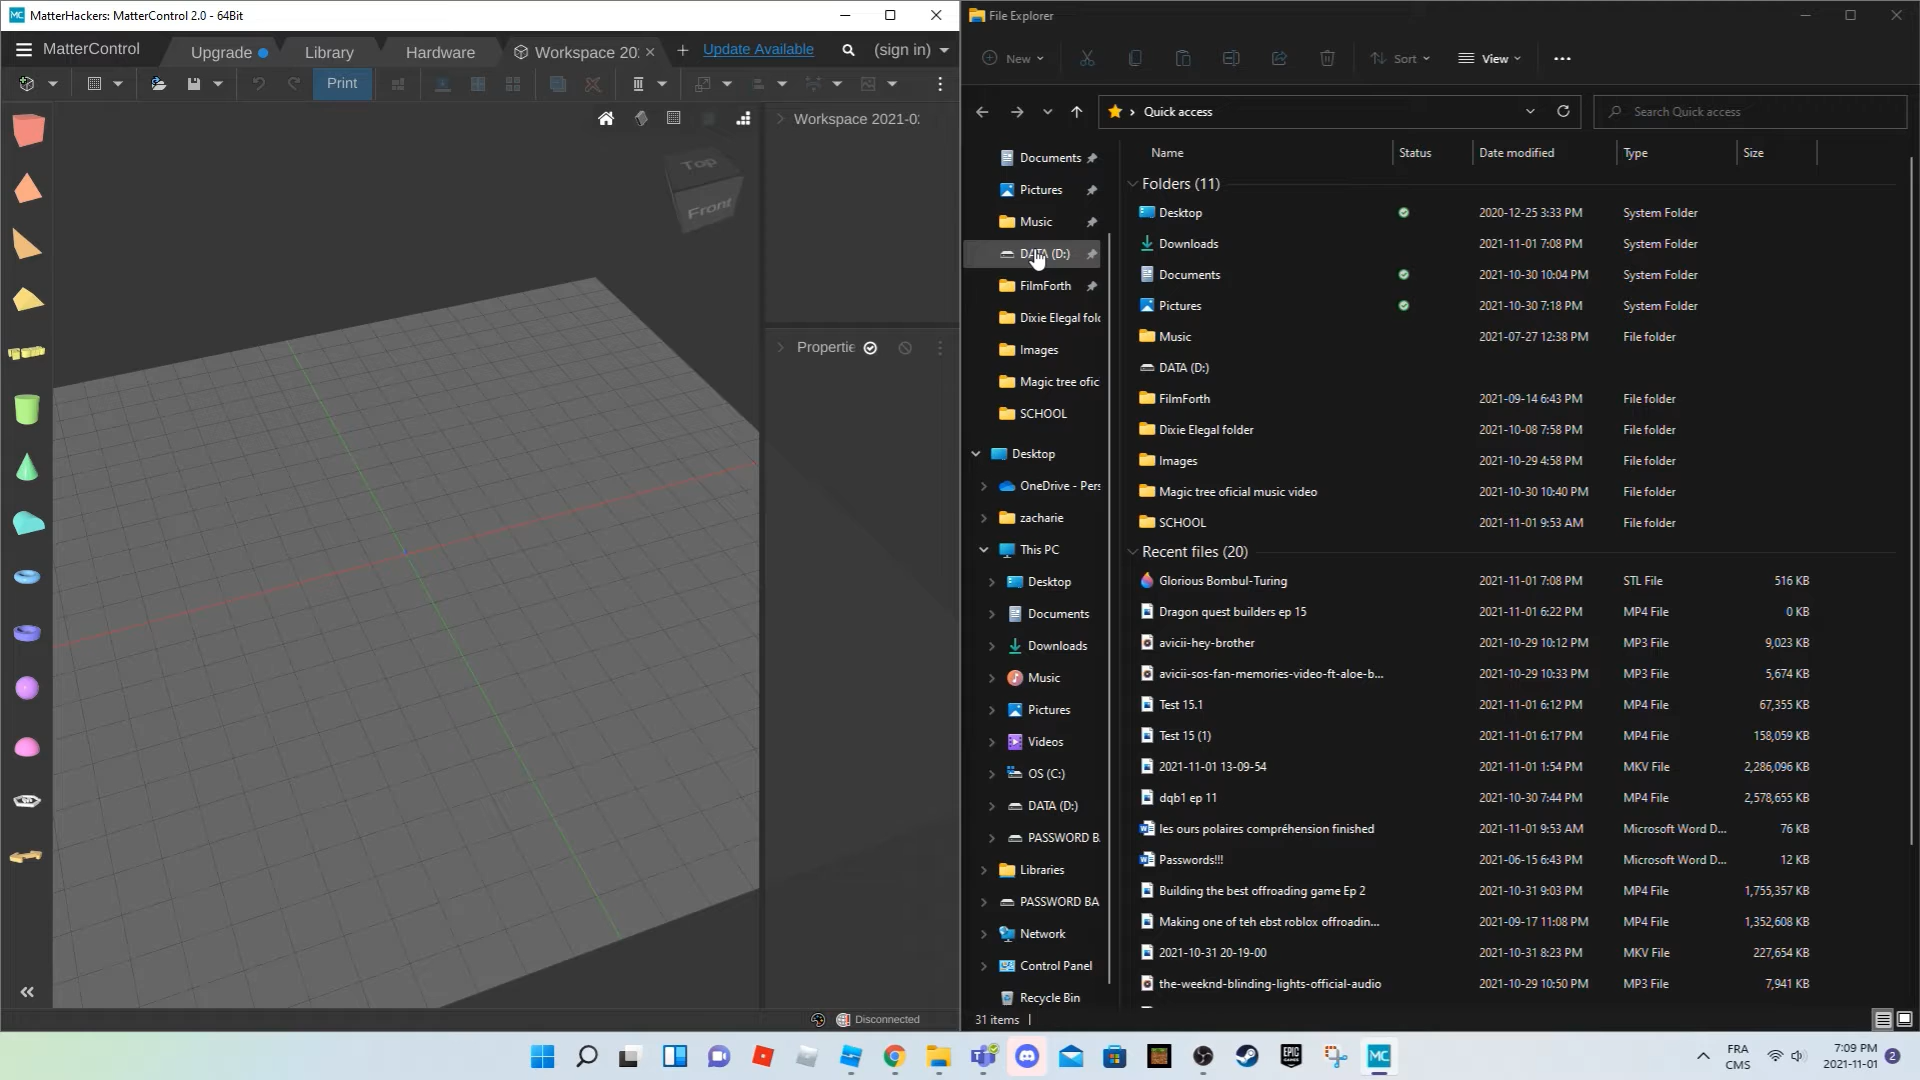 MatterHackers: MatterControl 2.0 - 64Bit
MatterControl
Upgrade
Library
Hardware
Workspace 20:
Update Available
(sign in)
Print
Top
Front
Workspace 2021-0:
Propertie
Disconnected
File Explorer
New
Sort
View
Quick access
Search Quick access
Documents
Pictures
Music
DATA (D:)
FilmForth
Dixie Elegal fol
Images
Magic tree ofic
SCHOOL
Desktop
OneDrive - Pers
zacharie
This PC
Desktop
Documents
Downloads
Music
Pictures
Videos
OS (C:)
DATA (D:)
PASSWORD B
Libraries
PASSWORD BA
Network
Control Panel
Recycle Bin
Name Status Date modified Type Size
Folders (11)
Desktop 2020-12-25 3:33 PM System Folder
Downloads 2021-11-01 7:08 PM System Folder
Documents 2021-10-30 10:04 PM System Folder
Pictures 2021-10-30 7:18 PM System Folder
Music 2021-07-27 12:38 PM File folder
DATA (D:)
FilmForth 2021-09-14 6:43 PM File folder
Dixie Elegal folder 2021-10-08 7:58 PM File folder
Images 2021-10-29 4:58 PM File folder
Magic tree oficial music video 2021-10-30 10:40 PM File folder
SCHOOL 2021-11-01 9:53 AM File folder
Recent files (20)
Glorious Bombul-Turing 2021-11-01 7:08 PM STL File 516 KB
Dragon quest builders ep 15 2021-11-01 6:22 PM MP4 File 0 KB
avicii-hey-brother 2021-10-29 10:12 PM MP3 File 9,023 KB
avicii-sos-fan-memories-video-ft-aloe-b... 2021-10-29 10:33 PM MP3 File 5,674 KB
Test 15.1 2021-11-01 6:12 PM MP4 File 67,355 KB
Test 15 (1) 2021-11-01 6:17 PM MP4 File 158,059 KB
2021-11-01 13-09-54 2021-11-01 1:54 PM MKV File 2,286,096 KB
dqb1 ep 11 2021-10-30 7:44 PM MP4 File 2,578,655 KB
les ours polaires compréhension finished 2021-11-01 9:53 AM Microsoft Word D... 76 KB
Passwords!!! 2021-06-15 6:43 PM Microsoft Word D... 12 KB
Building the best offroading game Ep 2 2021-10-31 9:03 PM MP4 File 1,755,357 KB
Making one of teh ebst roblox offroadin... 2021-09-17 11:08 PM MP4 File 1,352,608 KB
2021-10-31 20-19-00 2021-10-31 8:23 PM MKV File 227,654 KB
the-weeknd-blinding-lights-official-audio 2021-10-29 10:50 PM MP3 File 7,941 KB
31 items
EPIC
MC
FRA
CMS
7:09 PM
2021-11-01
2